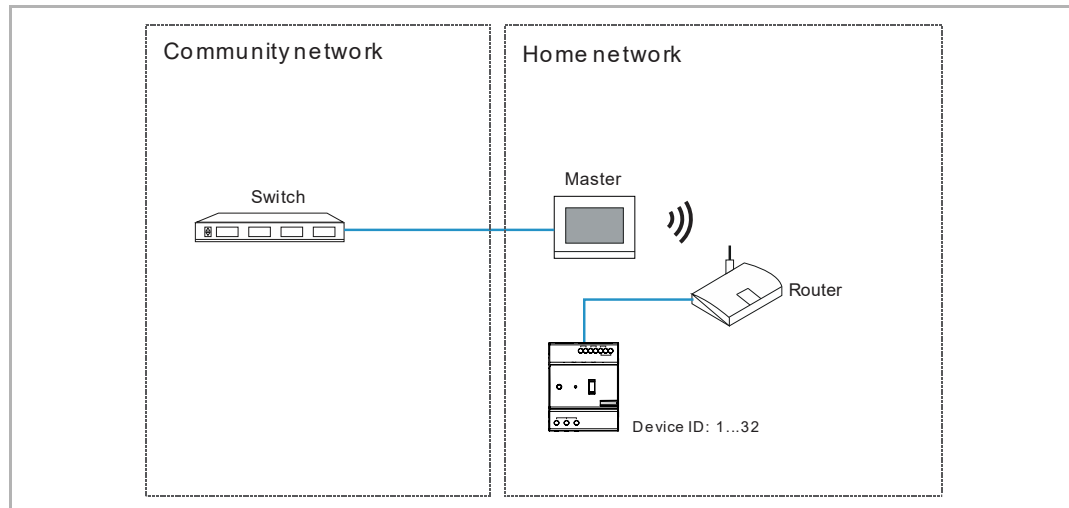 Community network
Home network
Master
Switch
Router
Device ID: 1...32